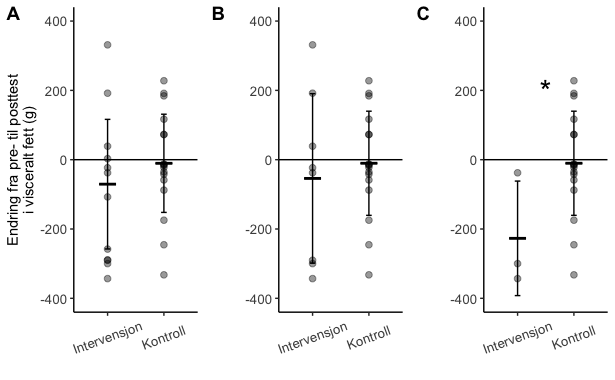 A
B
C
Endring fra pre- til posttest
i visceralt fett (g)
400
200
0
-200
-400
Intervensjon
Kontroll
400
200
0
-200
-400
Intervensjon
Kontroll
400
200
0
-200
-400
*
Intervensjon
Kontroll